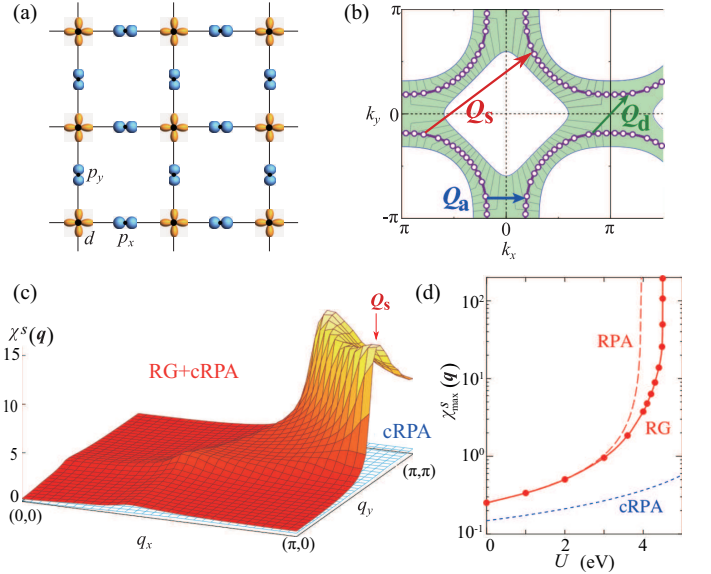 (a)
p_y
d
p_x
(b)
π
k_y
0
-π
π
0
π
k_x
Q_s
Q_d
Q_a
(c)
χ^s(q)
15
10
5
0
(0,0)
q_x
(π,0)
q_y
(π,π)
RG+cRPA
cRPA
Q_s
(d)
χ^s_max(q)
10^2
10^1
10^0
10^-1
0
2
4
U (eV)
RPA
RG
cRPA